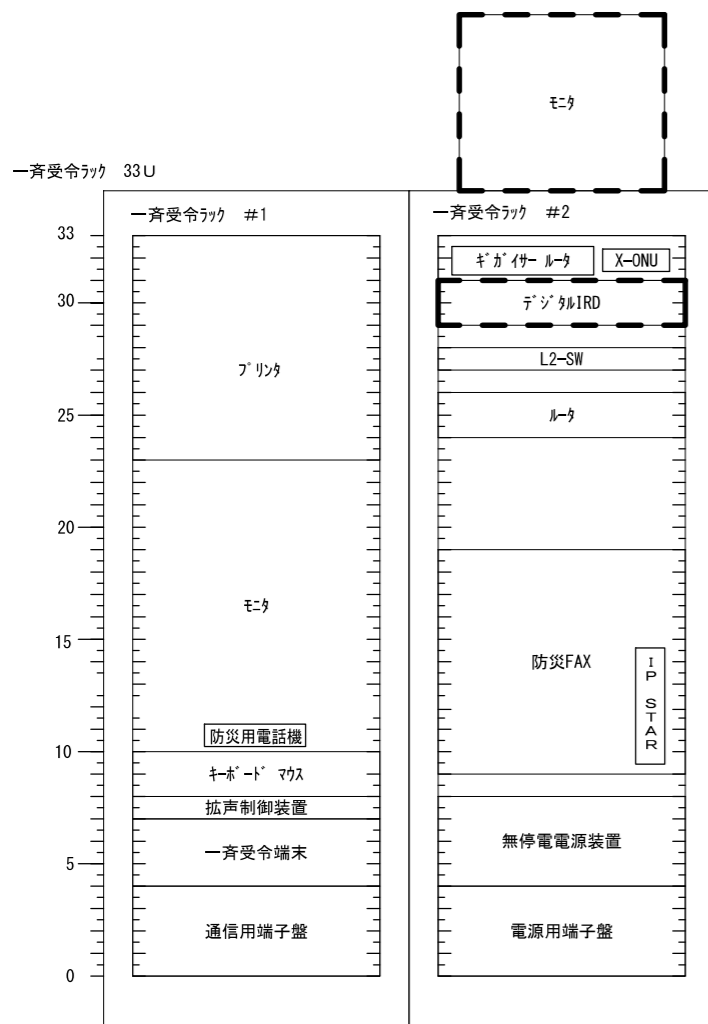 モニタ
一斉受令ラック 33U
一斉受令ラック #1
一斉受令ラック #2
33
30
25
20
15
10
5
0
プリンタ
モニタ
防災用電話機
キーボード マウス
拡声制御装置
一斉受令端末
通信用端子盤
ギガイサー ルータ
X-ONU
デジタルIRD
L2-SW
ルータ
防災FAX
IP STAR
無停電電源装置
電源用端子盤